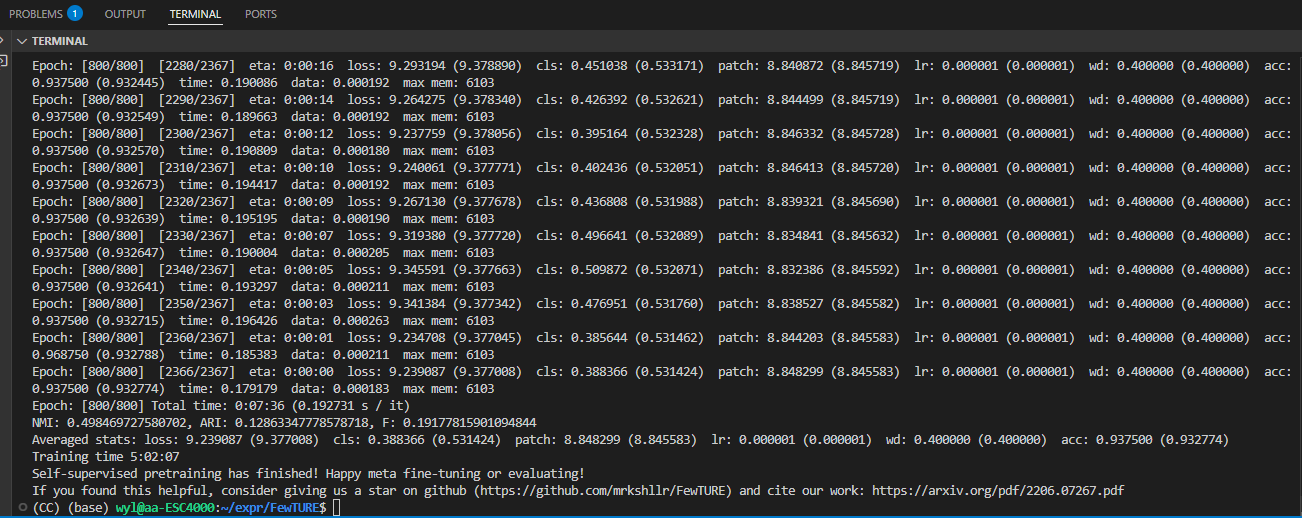 PROBLEMS 1 OUTPUT TERMINAL PORTS
TERMINAL
Epoch: [800/800] [2280/2367] eta: 0:00:16 loss: 9.293194 (9.378890) cls: 0.451038 (0.533171) patch: 8.840872 (8.845719) lr: 0.000001 (0.000001) wd: 0.400000 (0.400000) acc:
0.937500 (0.932445) time: 0.190086 data: 0.000192 max mem: 6103
Epoch: [800/800] [2290/2367] eta: 0:00:14 loss: 9.264275 (9.378340) cls: 0.426392 (0.532621) patch: 8.844499 (8.845719) lr: 0.000001 (0.000001) wd: 0.400000 (0.400000) acc:
0.937500 (0.932549) time: 0.189663 data: 0.000192 max mem: 6103
Epoch: [800/800] [2300/2367] eta: 0:00:12 loss: 9.237759 (9.378056) cls: 0.395164 (0.532328) patch: 8.846332 (8.845728) lr: 0.000001 (0.000001) wd: 0.400000 (0.400000) acc:
0.937500 (0.932570) time: 0.190809 data: 0.000180 max mem: 6103
Epoch: [800/800] [2310/2367] eta: 0:00:10 loss: 9.240061 (9.377771) cls: 0.402436 (0.532051) patch: 8.846413 (8.845720) lr: 0.000001 (0.000001) wd: 0.400000 (0.400000) acc:
0.937500 (0.932673) time: 0.194417 data: 0.000192 max mem: 6103
Epoch: [800/800] [2320/2367] eta: 0:00:09 loss: 9.267130 (9.377678) cls: 0.436808 (0.531988) patch: 8.839321 (8.845690) lr: 0.000001 (0.000001) wd: 0.400000 (0.400000) acc:
0.937500 (0.932639) time: 0.195195 data: 0.000190 max mem: 6103
Epoch: [800/800] [2330/2367] eta: 0:00:07 loss: 9.319380 (9.377720) cls: 0.496641 (0.532089) patch: 8.834841 (8.845632) lr: 0.000001 (0.000001) wd: 0.400000 (0.400000) acc:
0.937500 (0.932647) time: 0.190004 data: 0.000205 max mem: 6103
Epoch: [800/800] [2340/2367] eta: 0:00:05 loss: 9.345591 (9.377663) cls: 0.509872 (0.532071) patch: 8.832386 (8.845592) lr: 0.000001 (0.000001) wd: 0.400000 (0.400000) acc:
0.937500 (0.932641) time: 0.193297 data: 0.000211 max mem: 6103
Epoch: [800/800] [2350/2367] eta: 0:00:03 loss: 9.341384 (9.377342) cls: 0.476951 (0.531760) patch: 8.838527 (8.845582) lr: 0.000001 (0.000001) wd: 0.400000 (0.400000) acc:
0.937500 (0.932715) time: 0.196426 data: 0.000263 max mem: 6103
Epoch: [800/800] [2360/2367] eta: 0:00:01 loss: 9.234708 (9.377045) cls: 0.385644 (0.531462) patch: 8.844203 (8.845583) lr: 0.000001 (0.000001) wd: 0.400000 (0.400000) acc:
0.968750 (0.932788) time: 0.185383 data: 0.000211 max mem: 6103
Epoch: [800/800] [2366/2367] eta: 0:00:00 loss: 9.239087 (9.377008) cls: 0.388366 (0.531424) patch: 8.848299 (8.845583) lr: 0.000001 (0.000001) wd: 0.400000 (0.400000) acc:
0.937500 (0.932774) time: 0.179179 data: 0.000183 max mem: 6103
Epoch: [800/800] Total time: 0:07:36 (0.192731 s / it)
NMI: 0.498469727580702, ARI: 0.12863347778578718, F: 0.19177815901094844
Averaged stats: loss: 9.239087 (9.377008) cls: 0.388366 (0.531424) patch: 8.848299 (8.845583) lr: 0.000001 (0.000001) wd: 0.400000 (0.400000) acc: 0.937500 (0.932774)
Training time 5:02:07
Self-supervised pretraining has finished! Happy meta fine-tuning or evaluating!
If you found this helpful, consider giving us a star on github (https://github.com/mrkshllr/FewTURE) and cite our work: https://arxiv.org/pdf/2206.07267.pdf
(CC) (base) wyl@aa-ESC4000:~/expr/FewTURE$